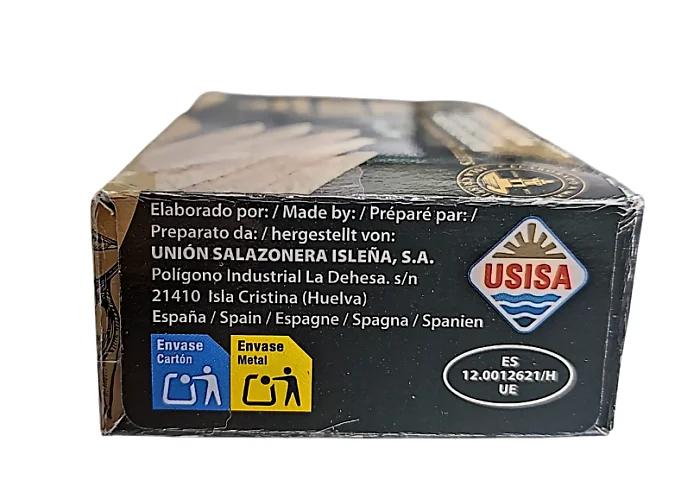 Elaborado por: / Made by: / Préparé par: /
Preparato da: / hergestellt von:
UNIÓN SALAZONERA ISLEÑA, S.A.
Polígono Industrial La Dehesa. s/n
21410 Isla Cristina (Huelva)
España / Spain / Espagne / Spagna / Spanien
USISA
Envase
Cartón
Envase
Metal
ES
12.0012621/H
UE